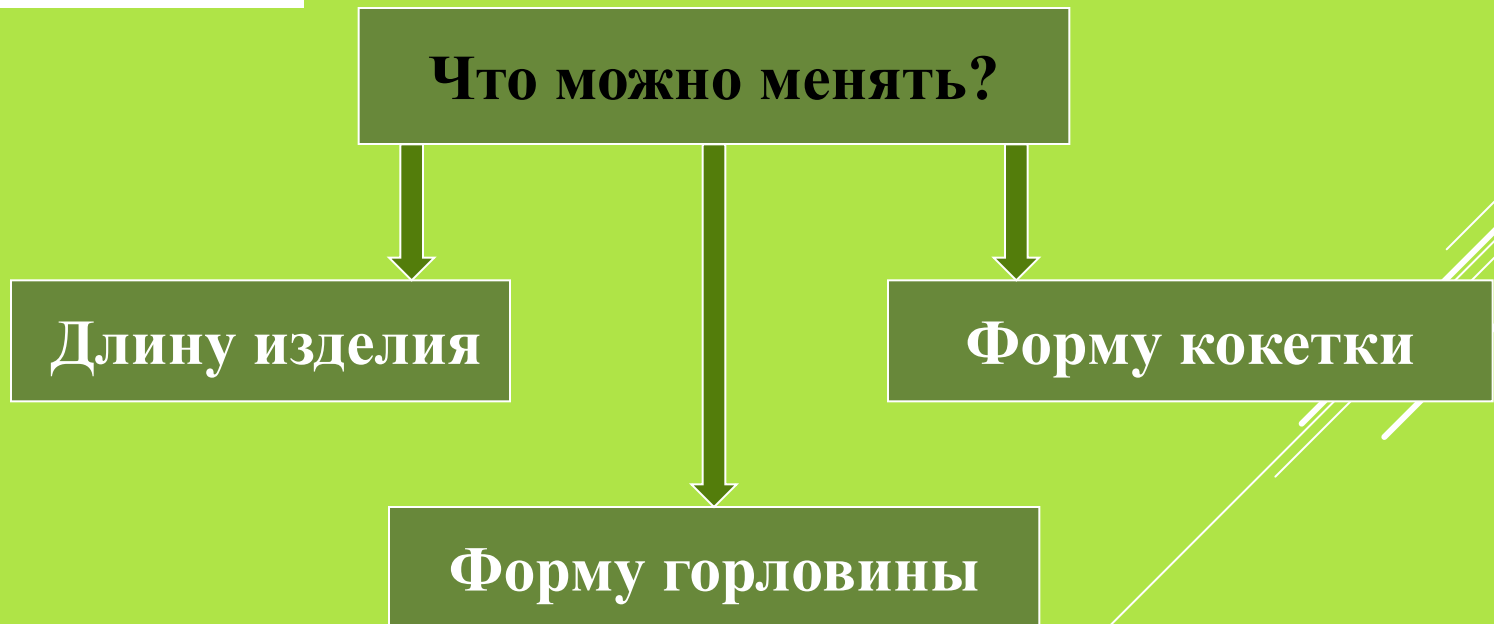 Что можно менять?
Длину изделия
Форму кокетки
Форму горловины